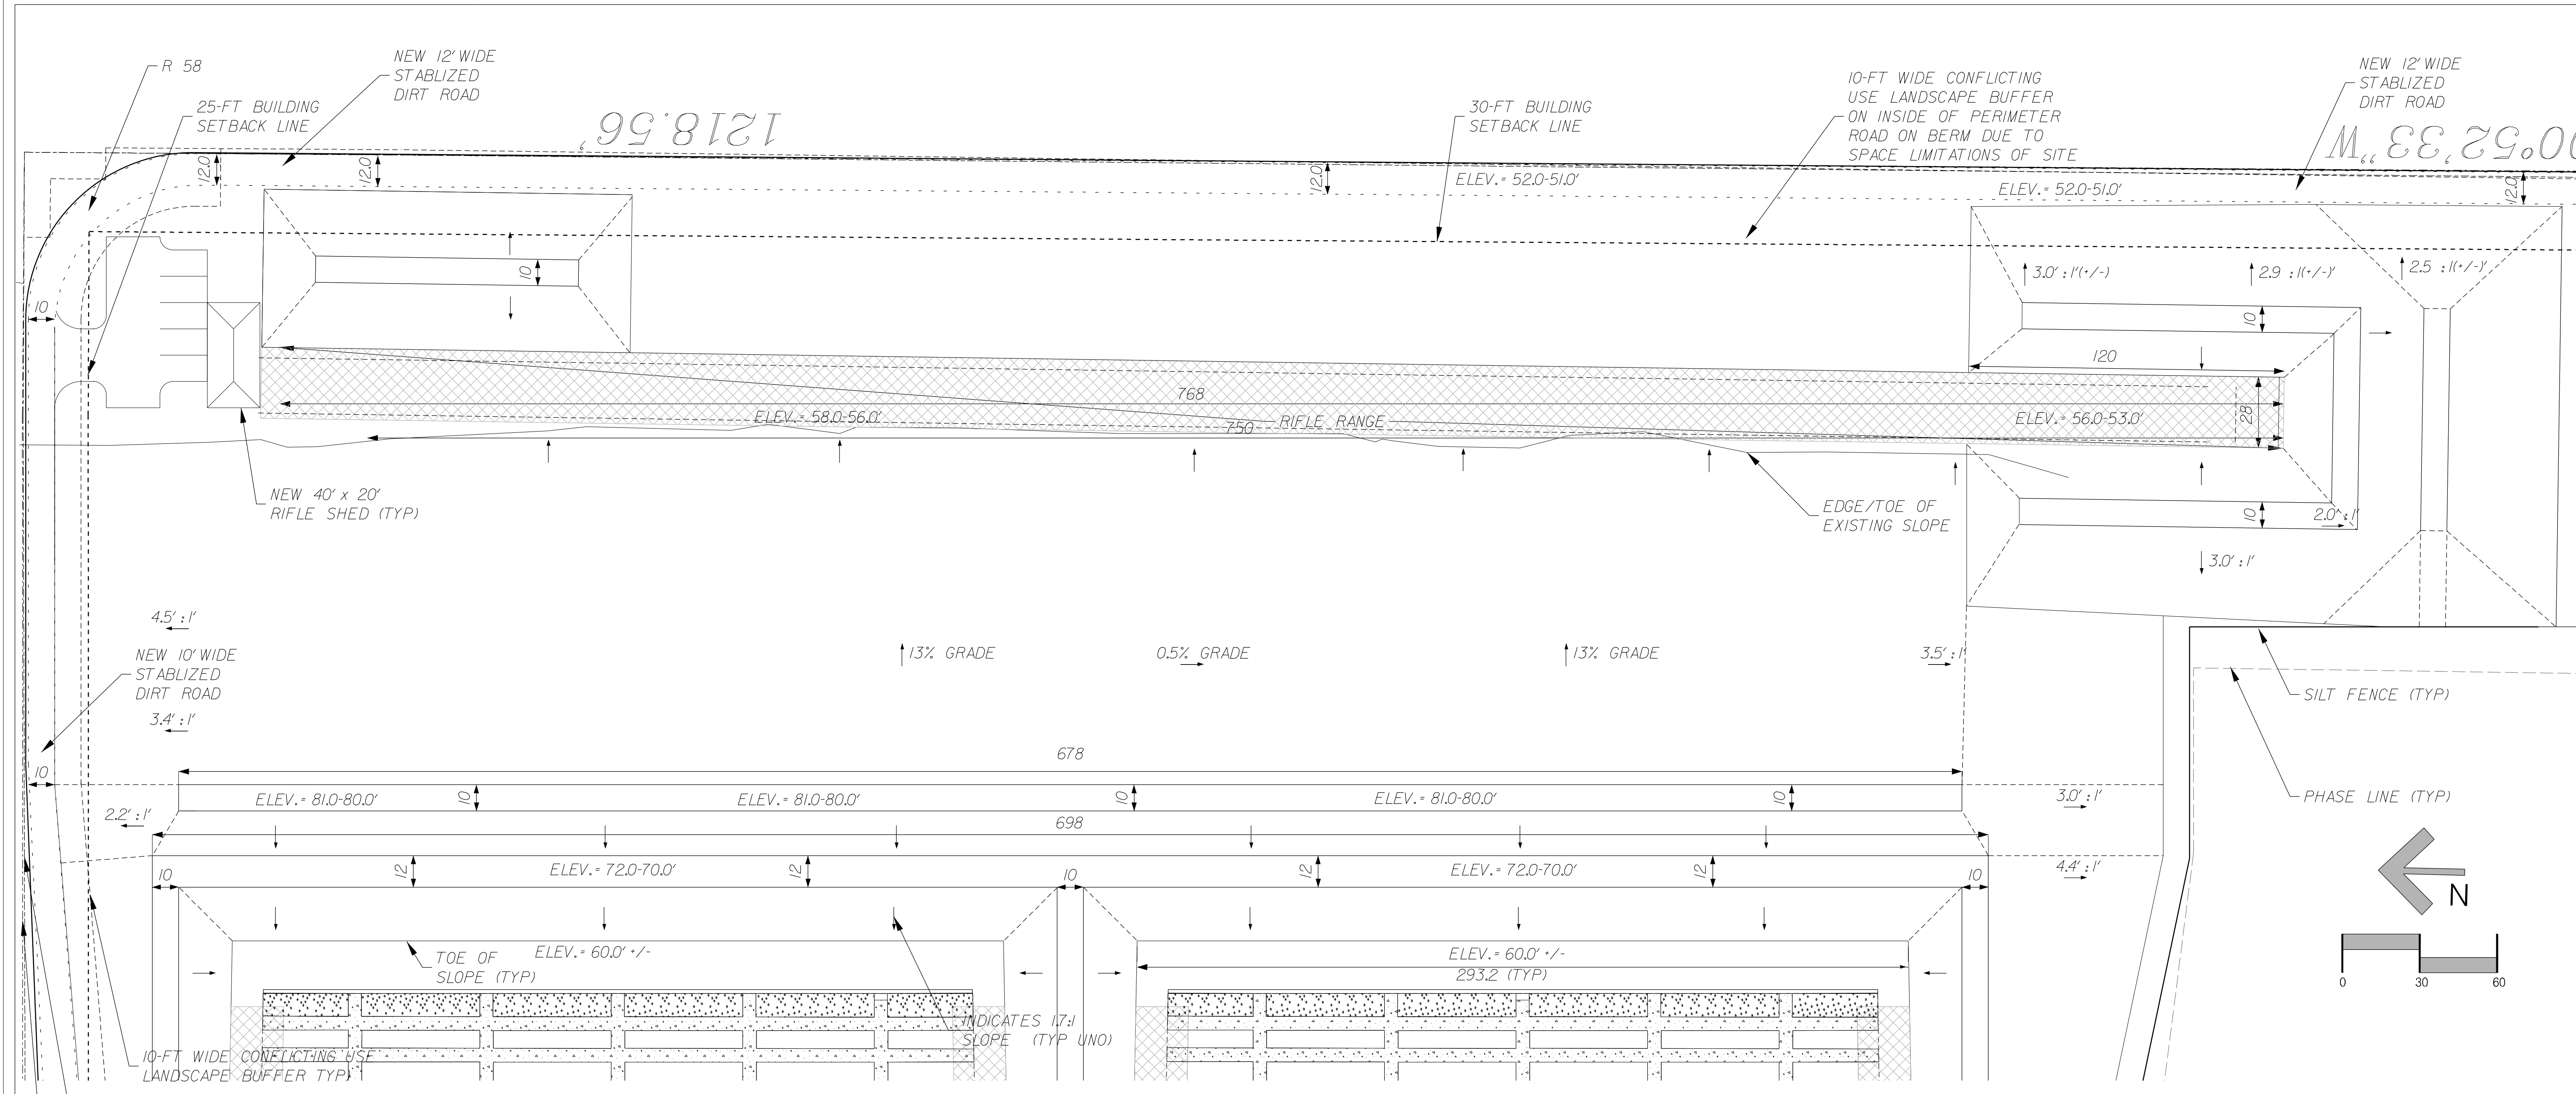 R 58
NEW 12' WIDE
STABLIZED
DIRT ROAD
25-FT BUILDING
SETBACK LINE
1218.56'
30-FT BUILDING
SETBACK LINE
10-FT WIDE CONFLICTING
USE LANDSCAPE BUFFER
ON INSIDE OF PERIMETER
ROAD ON BERM DUE TO
SPACE LIMITATIONS OF SITE
NEW 12' WIDE
STABLIZED
DIRT ROAD
0°52'33"W
12.0
12.0
12.0
ELEV.= 52.0-51.0'
ELEV.= 52.0-51.0'
12.0
10
10
3.0' : 1'(+/-)
2.9 : 1(+/-)'
2.5 : 1(+/-)'
10
120
768
ELEV.= 58.0-56.0'
RIFLE RANGE
750
ELEV.= 56.0-53.0'
28
NEW 40' x 20'
RIFLE SHED (TYP)
EDGE/TOE OF
EXISTING SLOPE
10
2.0' : 1'
3.0' : 1'
4.5' : 1'
NEW 10' WIDE
STABLIZED
DIRT ROAD
13% GRADE
0.5% GRADE
13% GRADE
3.5' : 1'
SILT FENCE (TYP)
3.4' : 1'
678
10
ELEV.= 81.0-80.0'
10
ELEV.= 81.0-80.0'
10
ELEV.= 81.0-80.0'
10
3.0' : 1'
PHASE LINE (TYP)
2.2' : 1'
698
12
ELEV.= 72.0-70.0'
12
12
ELEV.= 72.0-70.0'
12
4.4' : 1'
10
10
10
N
TOE OF
SLOPE (TYP)
ELEV.= 60.0' +/-
ELEV.= 60.0' +/-
293.2 (TYP)
0 30 60
INDICATES 1.7:1
SLOPE (TYP UNO)
10-FT WIDE CONFLICTING USE
LANDSCAPE BUFFER TYP)